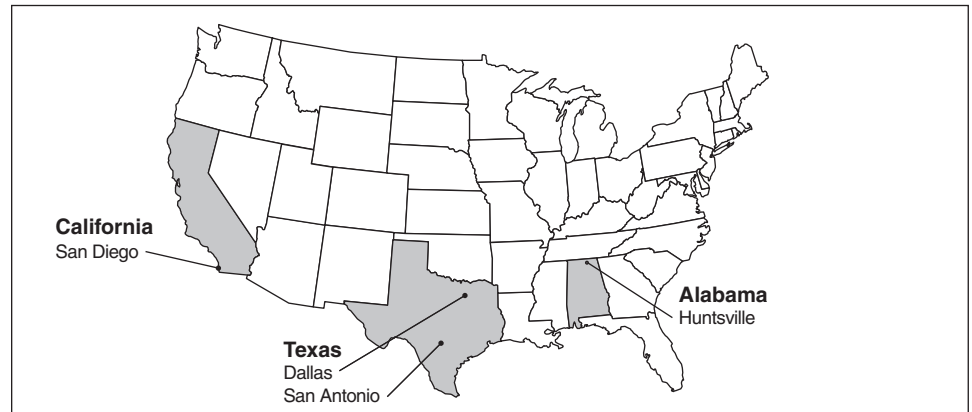 California
San Diego
Alabama
Huntsville
Texas
Dallas
San Antonio